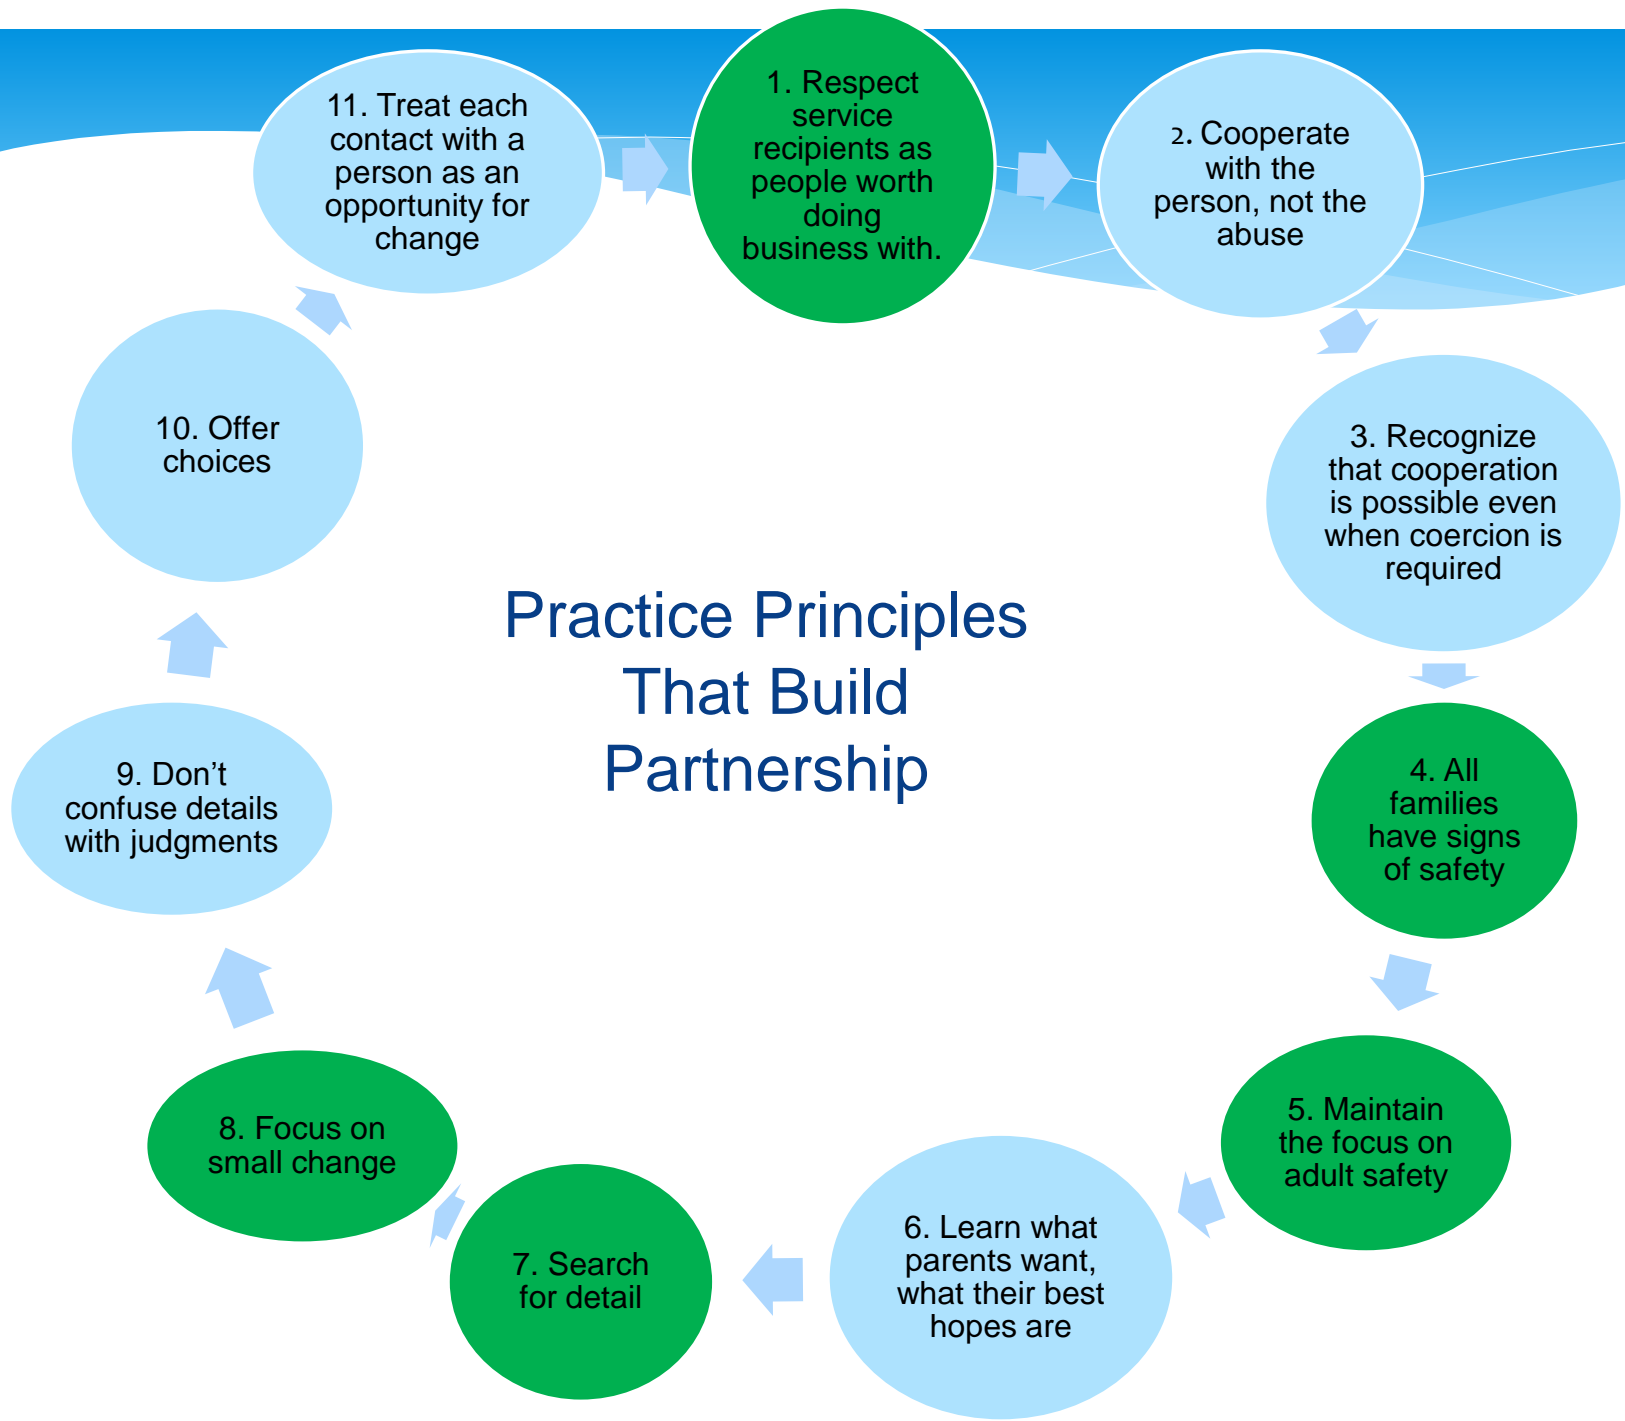 1. Respect
service
recipients as
people worth
doing
business with.
2. Cooperate
with the
person, not the
abuse
3. Recognize
that cooperation
is possible even
when coercion is
required
4. All
families
have signs
of safety
5. Maintain
the focus on
adult safety
6. Learn what
parents want,
what their best
hopes are
7. Search
for detail
8. Focus on
small change
9. Don’t
confuse details
with judgments
10. Offer
choices
11. Treat each
contact with a
person as an
opportunity for
change
Practice Principles
That Build
Partnership